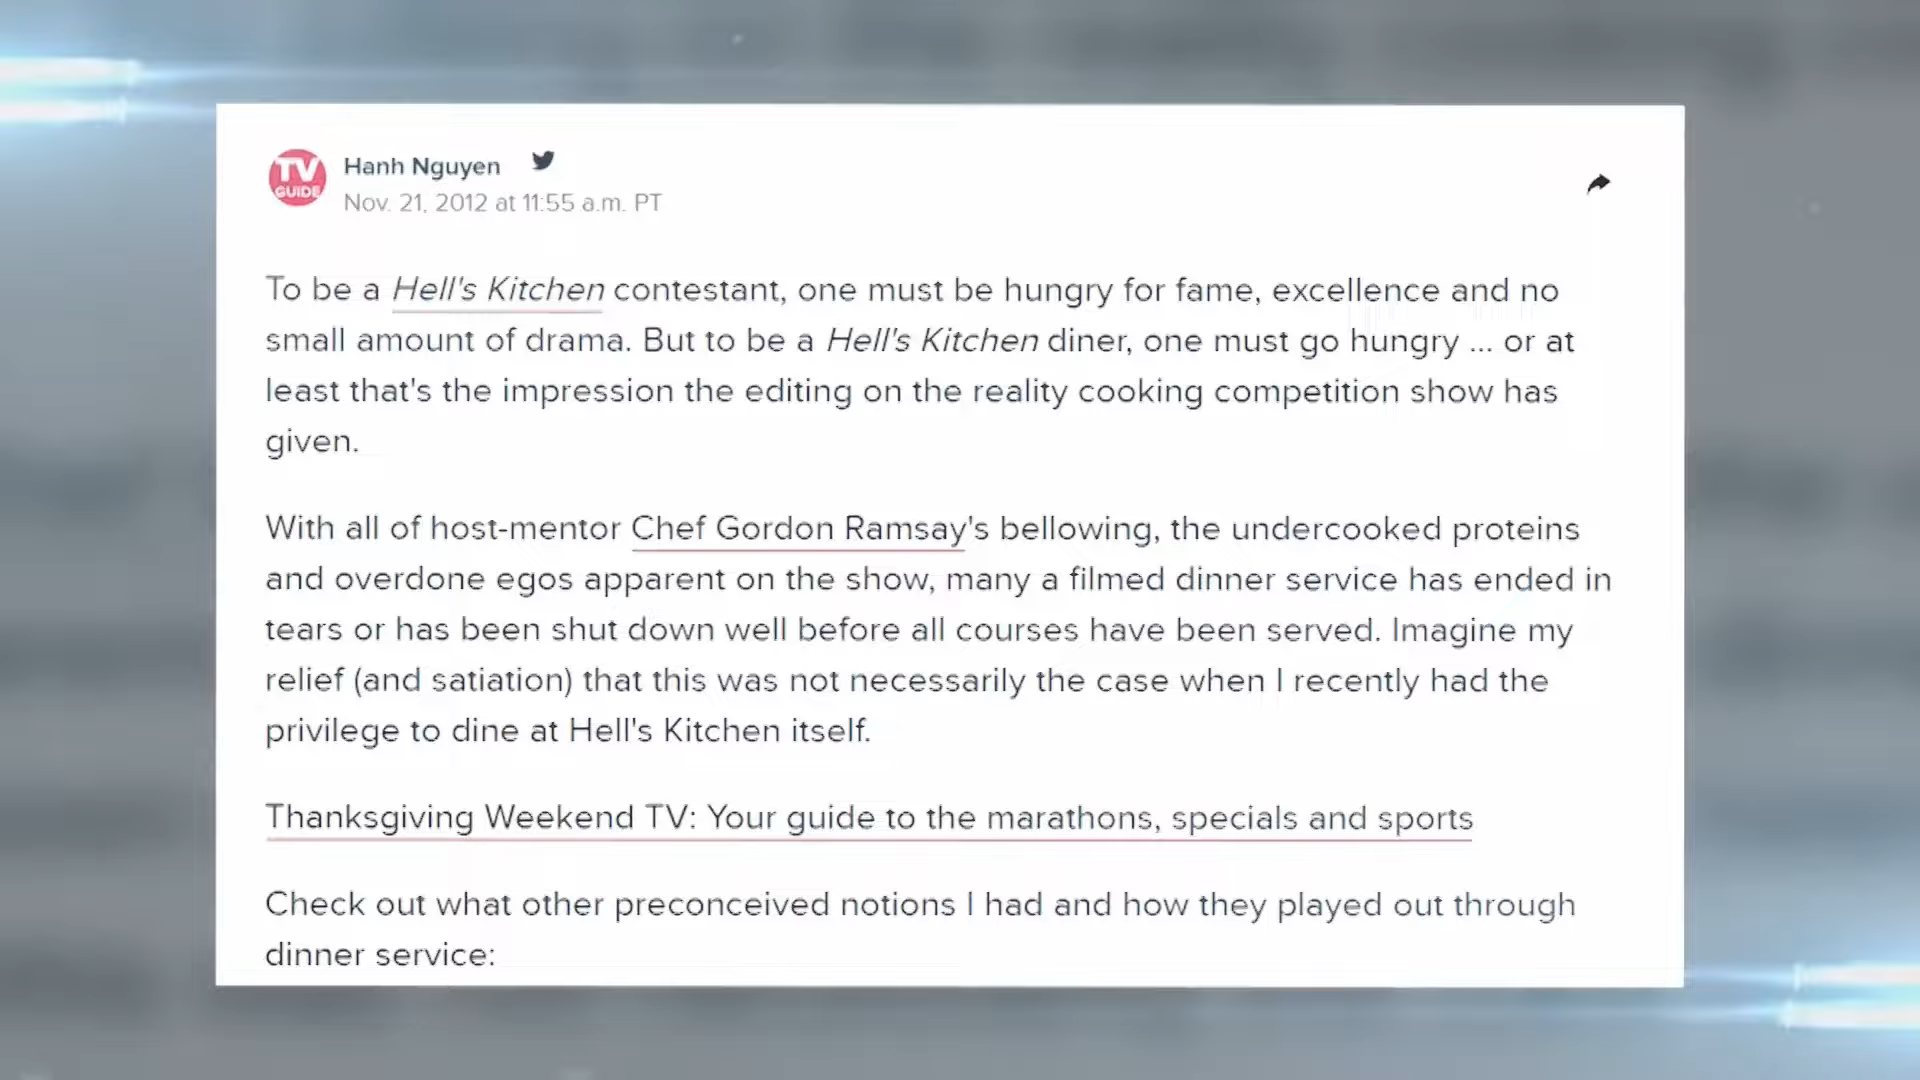 TV
GUIDE
Hanh Nguyen
Nov. 21, 2012 at 11:55 a.m. PT
To be a Hell's Kitchen contestant, one must be hungry for fame, excellence and no
small amount of drama. But to be a Hell's Kitchen diner, one must go hungry ... or at
least that's the impression the editing on the reality cooking competition show has
given.
With all of host-mentor Chef Gordon Ramsay's bellowing, the undercooked proteins
and overdone egos apparent on the show, many a filmed dinner service has ended in
tears or has been shut down well before all courses have been served. Imagine my
relief (and satiation) that this was not necessarily the case when I recently had the
privilege to dine at Hell's Kitchen itself.
Thanksgiving Weekend TV: Your guide to the marathons, specials and sports
Check out what other preconceived notions I had and how they played out through
dinner service: